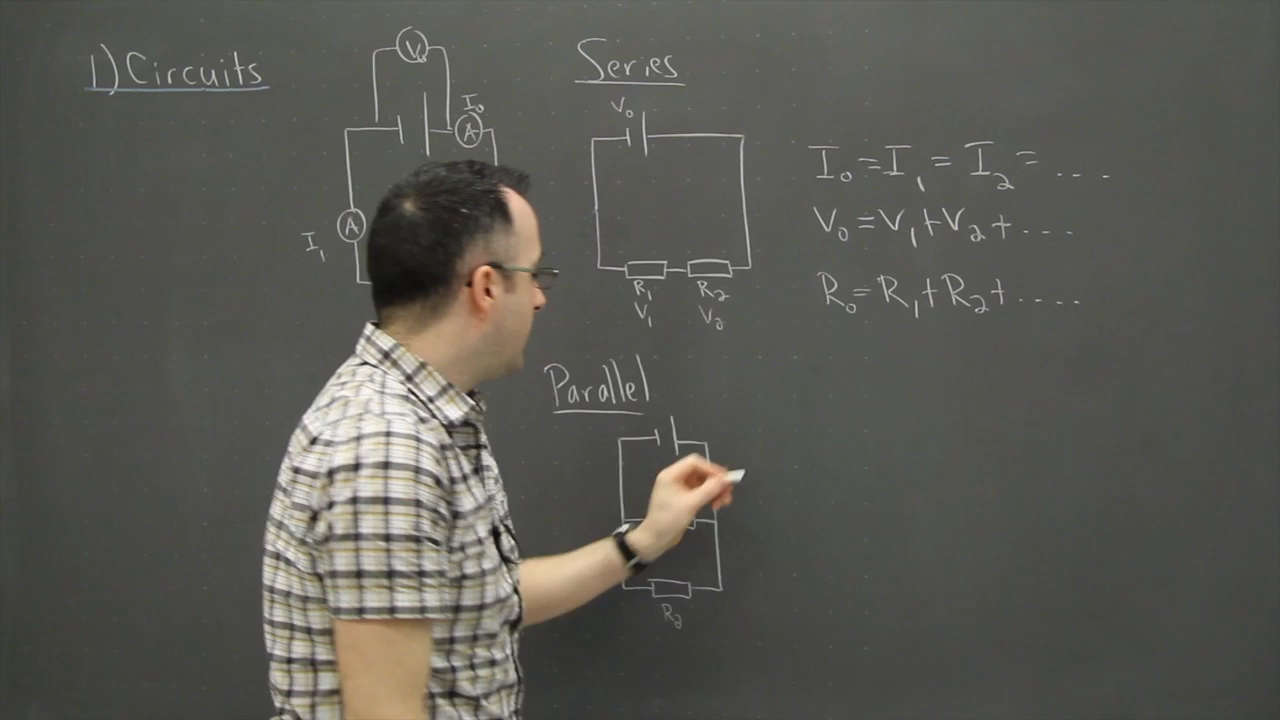 1) Circuits
V
I₀
A
A
I₁
Series
V₀
R₁ R₂
V₁ V₂
I₀ = I₁ = I₂ = ....
V₀ = V₁ + V₂ + ....
R₀ = R₁ + R₂ + ....
Parallel
R₂